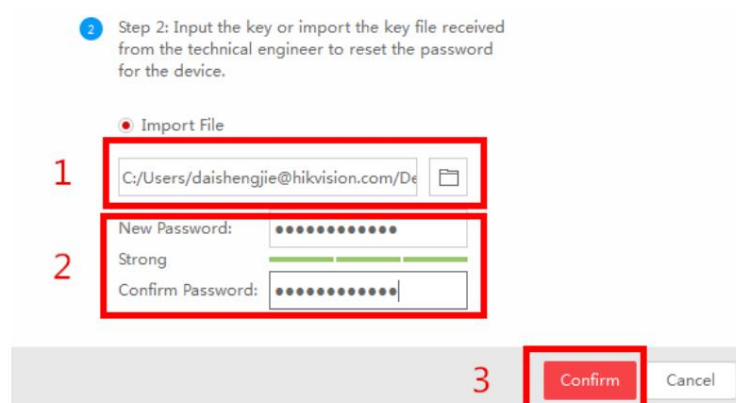 2 Step 2: Input the key or import the key file received
from the technical engineer to reset the password
for the device.
Import File
1 C:/Users/daishengjie@hikvision.com/De
New Password: ●●●●●●●●●●●●
2 Strong
Confirm Password: ●●●●●●●●●●●●
3 Confirm Cancel